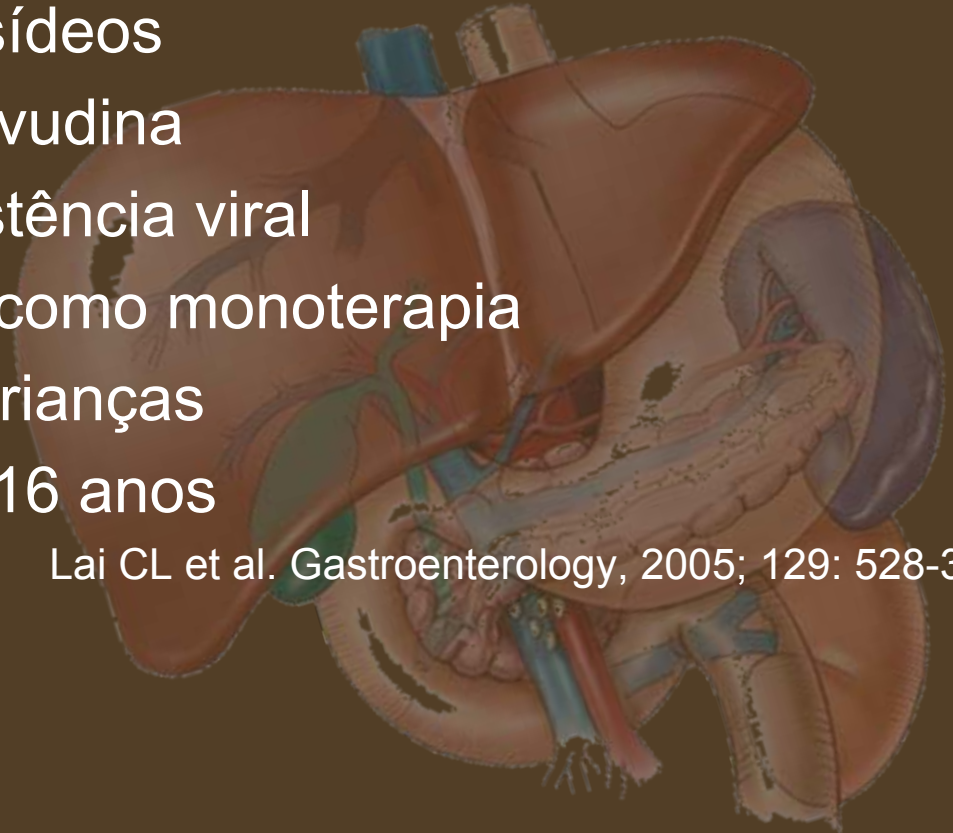 sídeos
vudina
stência viral
como monoterapia
rianças
16 anos
Lai CL et al. Gastroenterology, 2005; 129: 528-3